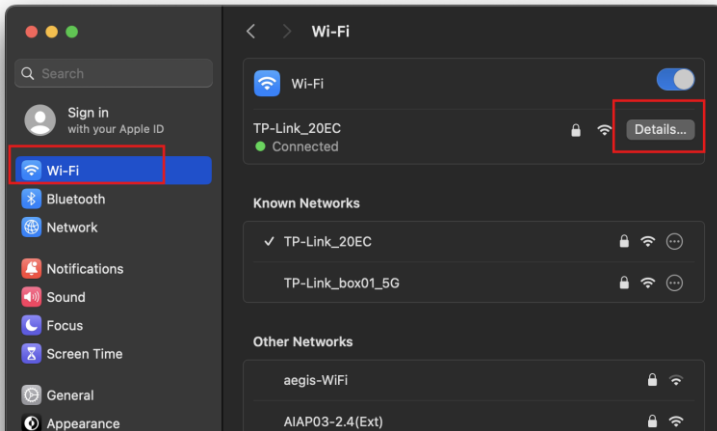 Wi-Fi
Search
Sign in
with your Apple ID
Wi-Fi
Bluetooth
Network
Notifications
Sound
Focus
Screen Time
General
Appearance
Wi-Fi
TP-Link_20EC
Connected
Details...
Known Networks
TP-Link_20EC
TP-Link_box01_5G
Other Networks
aegis-WiFi
AIAP03-2.4(Ext)